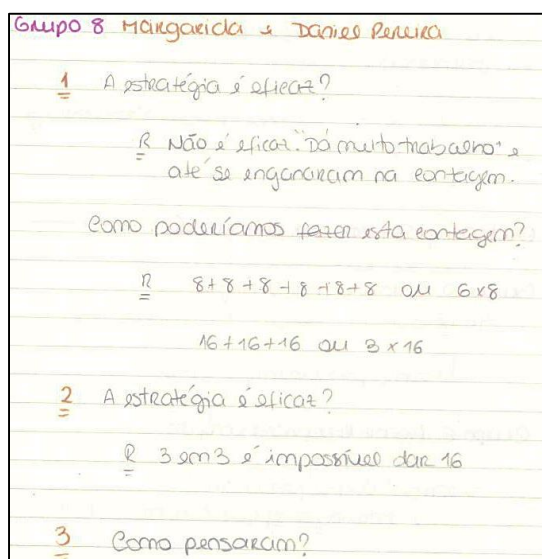 Grupo 8 Margarida e Daniel Pereira
1 A estratégia é eficaz?
R Não é eficaz. "Dá muito trabalho" e
até se enganaram na contagem.
Como poderíamos fazer esta contagem?
R 8+8+8+8+8+8 ou 6x8
16+16+16 ou 3x16
2 A estratégia é eficaz?
R 3 em 3 é impossível dar 16
3 Como pensaram?